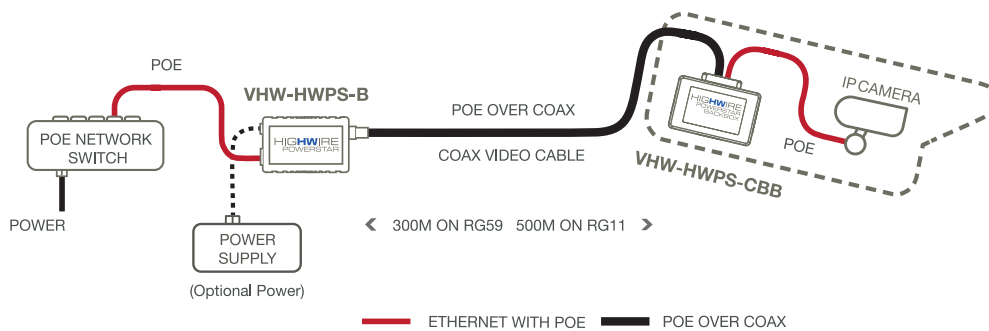 POE
VHW-HWPS-B
POE NETWORK
SWITCH
POWER
HIGHWIRE
POWERSTAR
POWER
SUPPLY
(Optional Power)
POE OVER COAX
COAX VIDEO CABLE
300M ON RG59 500M ON RG11
HIGHWIRE
POWERSTAR
BACKBOX
VHW-HWPS-CBB
IP CAMERA
POE
ETHERNET WITH POE
POE OVER COAX